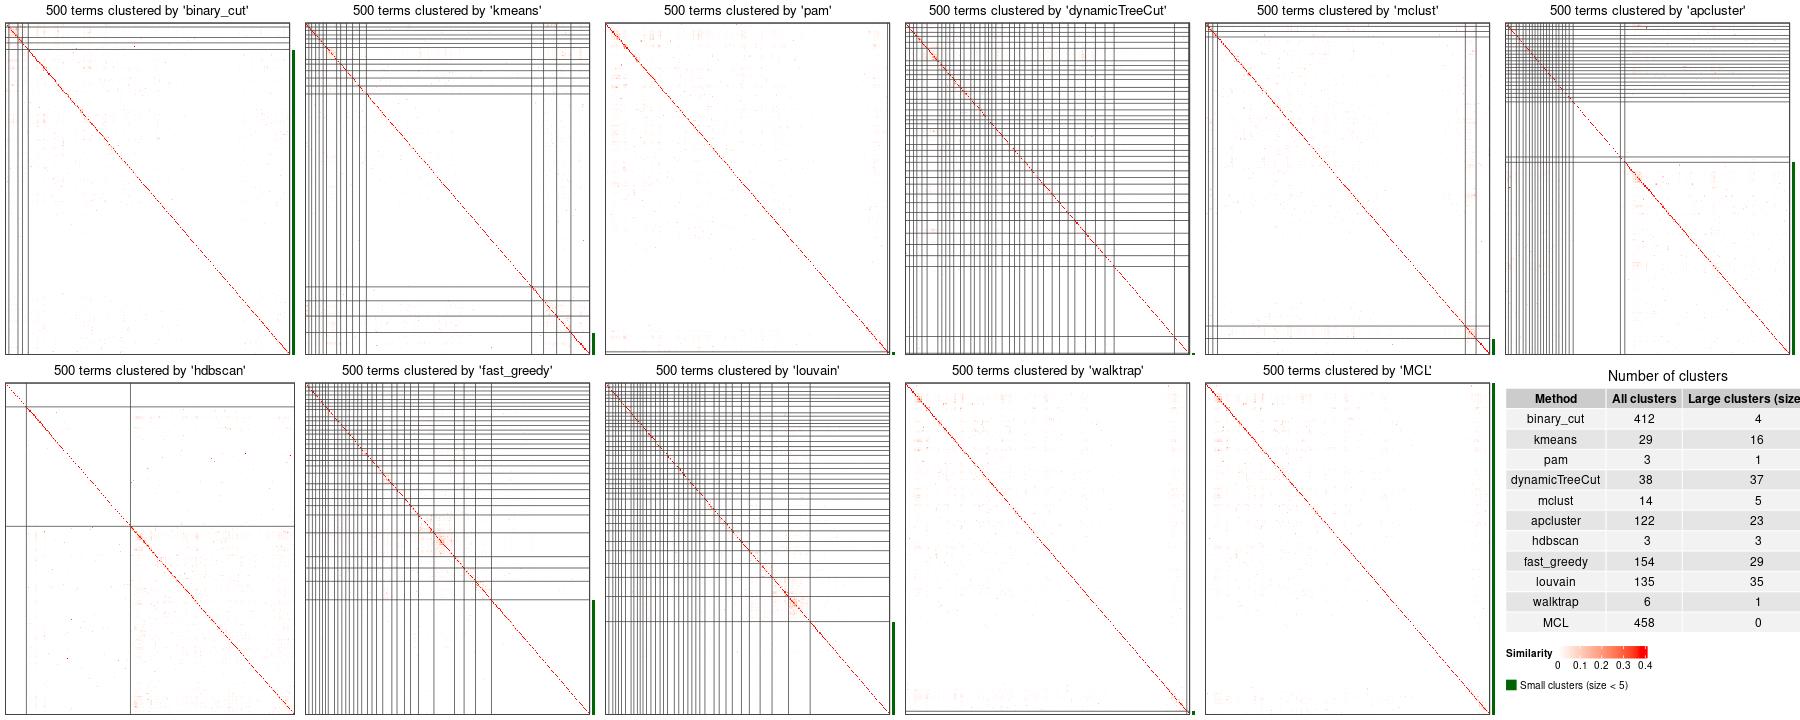 500 terms clustered by 'binary_cut'
500 terms clustered by 'kmeans'
500 terms clustered by 'pam'
500 terms clustered by 'dynamicTreeCut'
500 terms clustered by 'mclust'
500 terms clustered by 'apcluster'
500 terms clustered by 'hdbscan'
500 terms clustered by 'fast_greedy'
500 terms clustered by 'louvain'
500 terms clustered by 'walktrap'
500 terms clustered by 'MCL'
Number of clusters
Method All clusters Large clusters (size
binary_cut 412 4
kmeans 29 16
pam 3 1
dynamicTreeCut 38 37
mclust 14 5
apcluster 122 23
hdbscan 3 3
fast_greedy 154 29
louvain 135 35
walktrap 6 1
MCL 458 0
Similarity
0 0.1 0.2 0.3 0.4
Small clusters (size < 5)